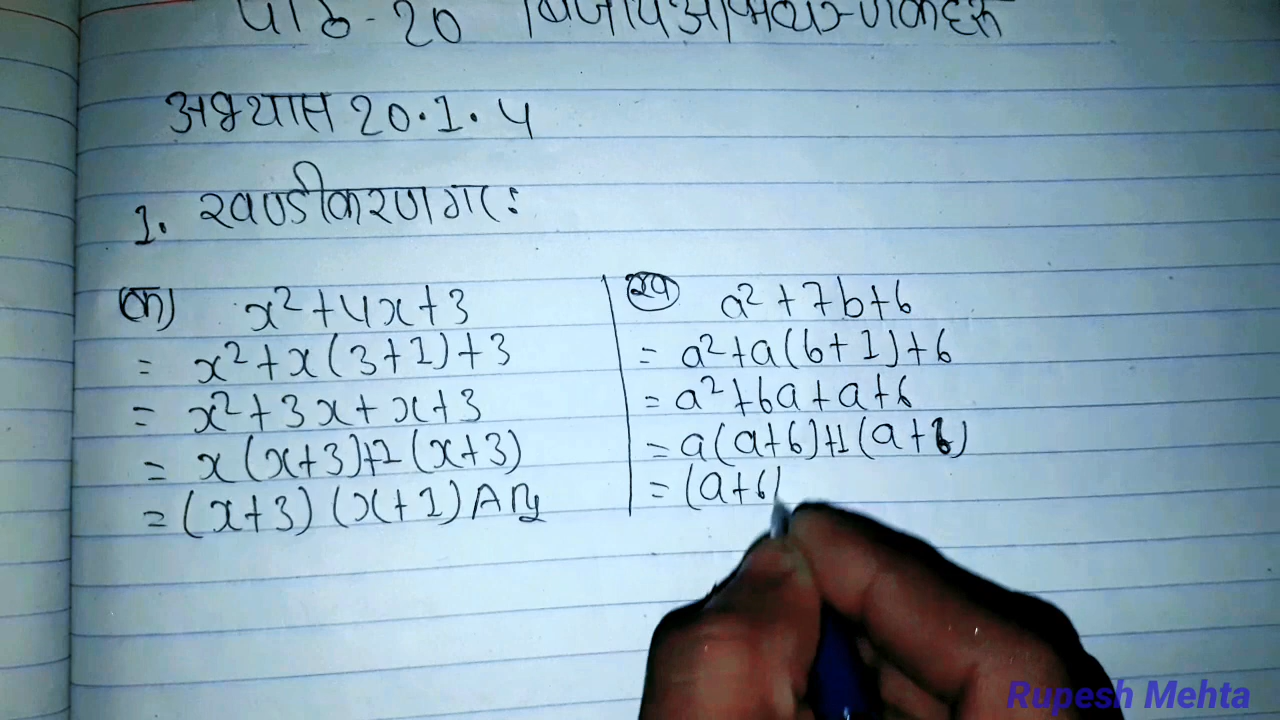 पाठ-20
अभ्यास 20.1.4
1. खण्डीकरण गर :
(क) x²+4x+3
= x²+x(3+1)+3
= x²+3x+x+3
= x(x+3)+1(x+3)
= (x+3)(x+1) Ans
(ख) a²+7b+6
= a²+a(6+1)+6
= a²+6a+a+6
= a(a+6)+1(a+6)
= (a+6)
Rupesh Mehta